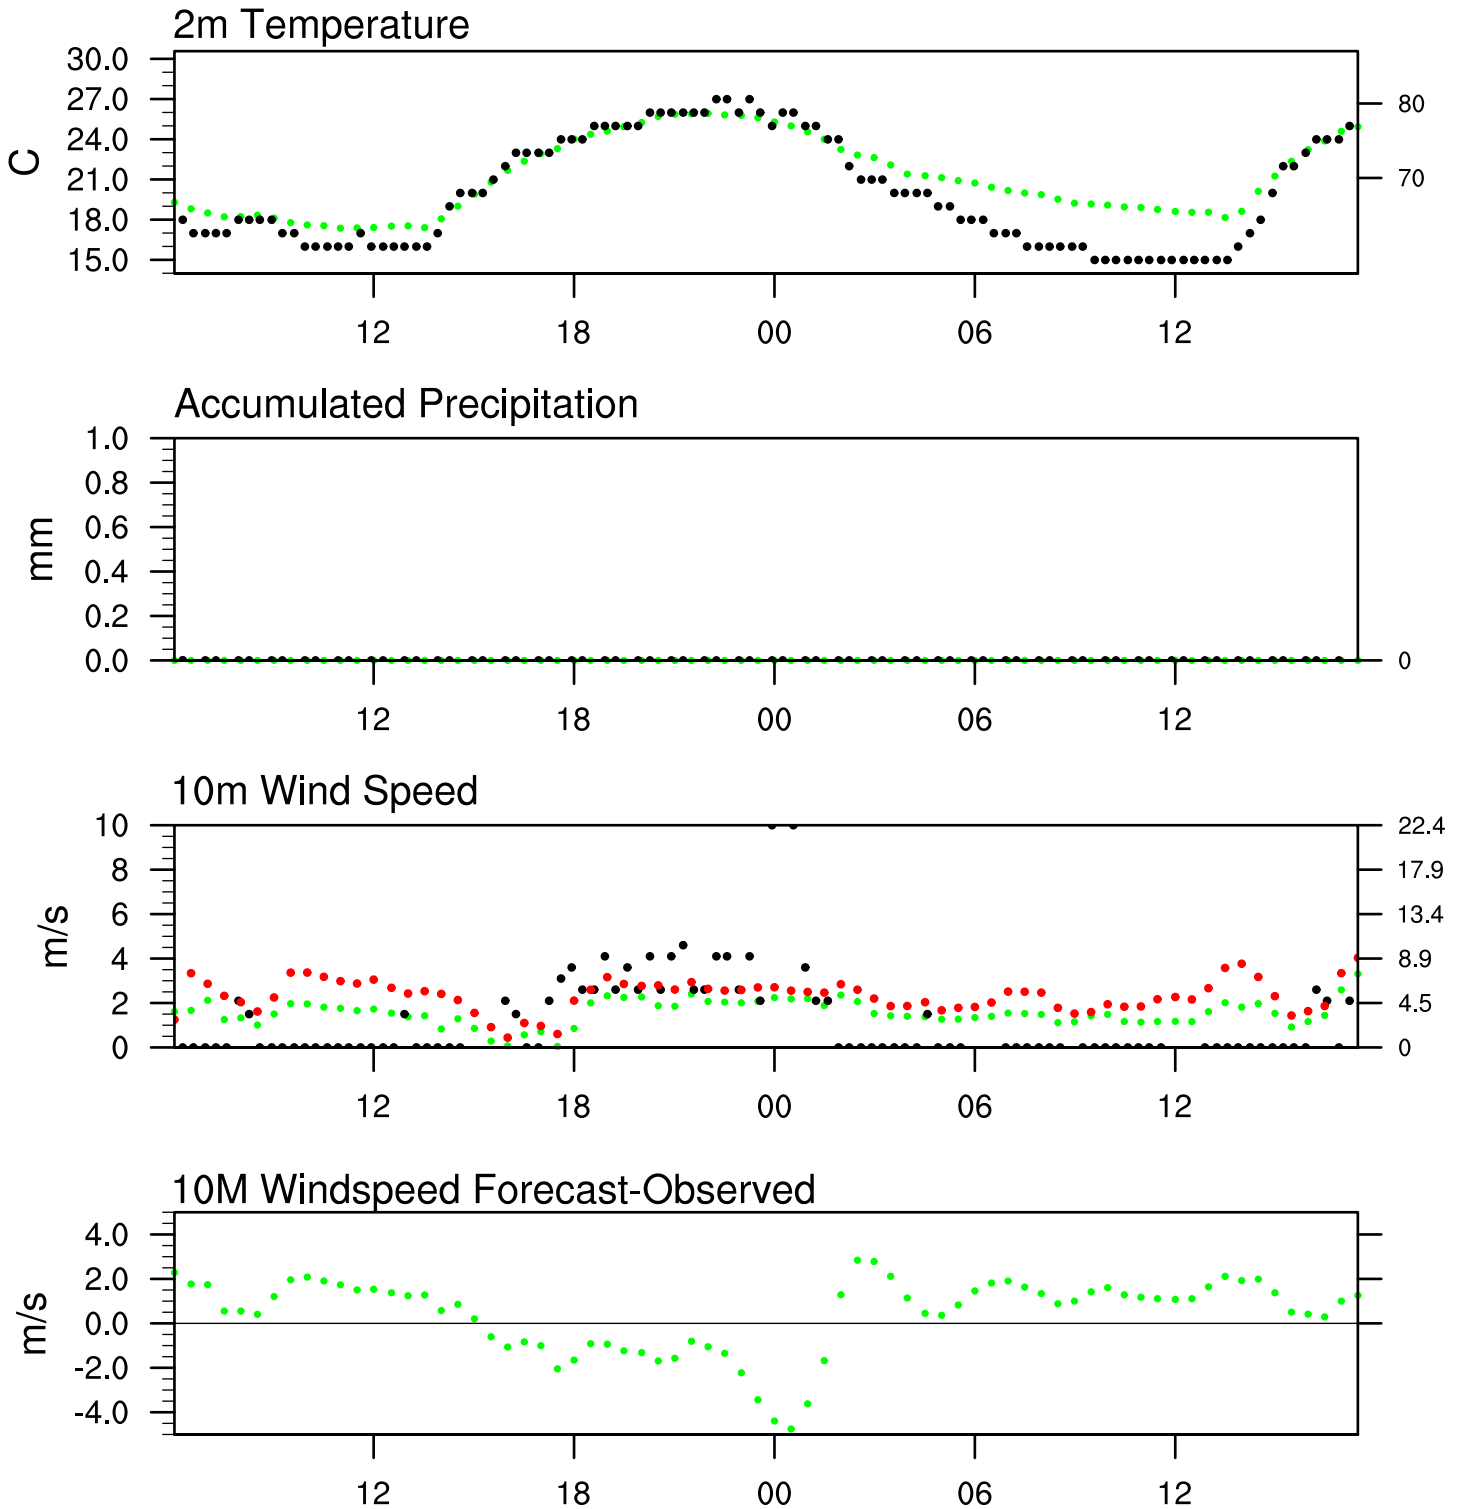 2m Temperature
30.0
27.0
80
24.0
C
21.0
70
18.0
15.0
12 18 00 06 12
Accumulated Precipitation
1.0
0.8
0.6
mm
0.4
0.2
0.0
0
12 18 00 06 12
10m Wind Speed
10 22.4
8 17.9
6 13.4
m/s
4 8.9
2 4.5
0 0
12 18 00 06 12
10M Windspeed Forecast-Observed
4.0
2.0
m/s
0.0
-2.0
-4.0
12 18 00 06 12